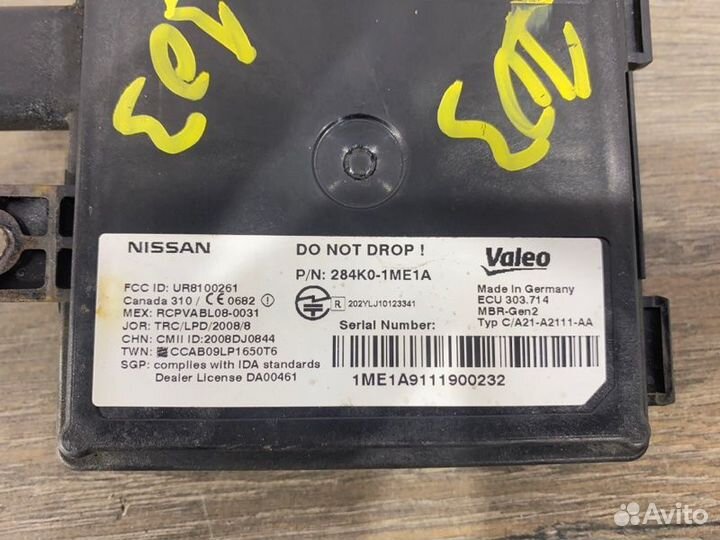 303
303
NISSAN
DO NOT DROP !
Valeo
P/N: 284K0-1ME1A
FCC ID: UR8100261
Canada 310 / CE 0682
MEX: RCPVABL08-0031
JOR: TRC/LPD/2008/8
CHN: CMII ID:2008DJ0844
TWN: CCAB09LP1650T6
SGP: complies with IDA standards
Dealer License DA00461
R 202YLJ10123341
Serial Number:
1ME1A9111900232
Made in Germany
ECU 303.714
MBR-Gen2
Typ C/A21-A2111-AA
Avito